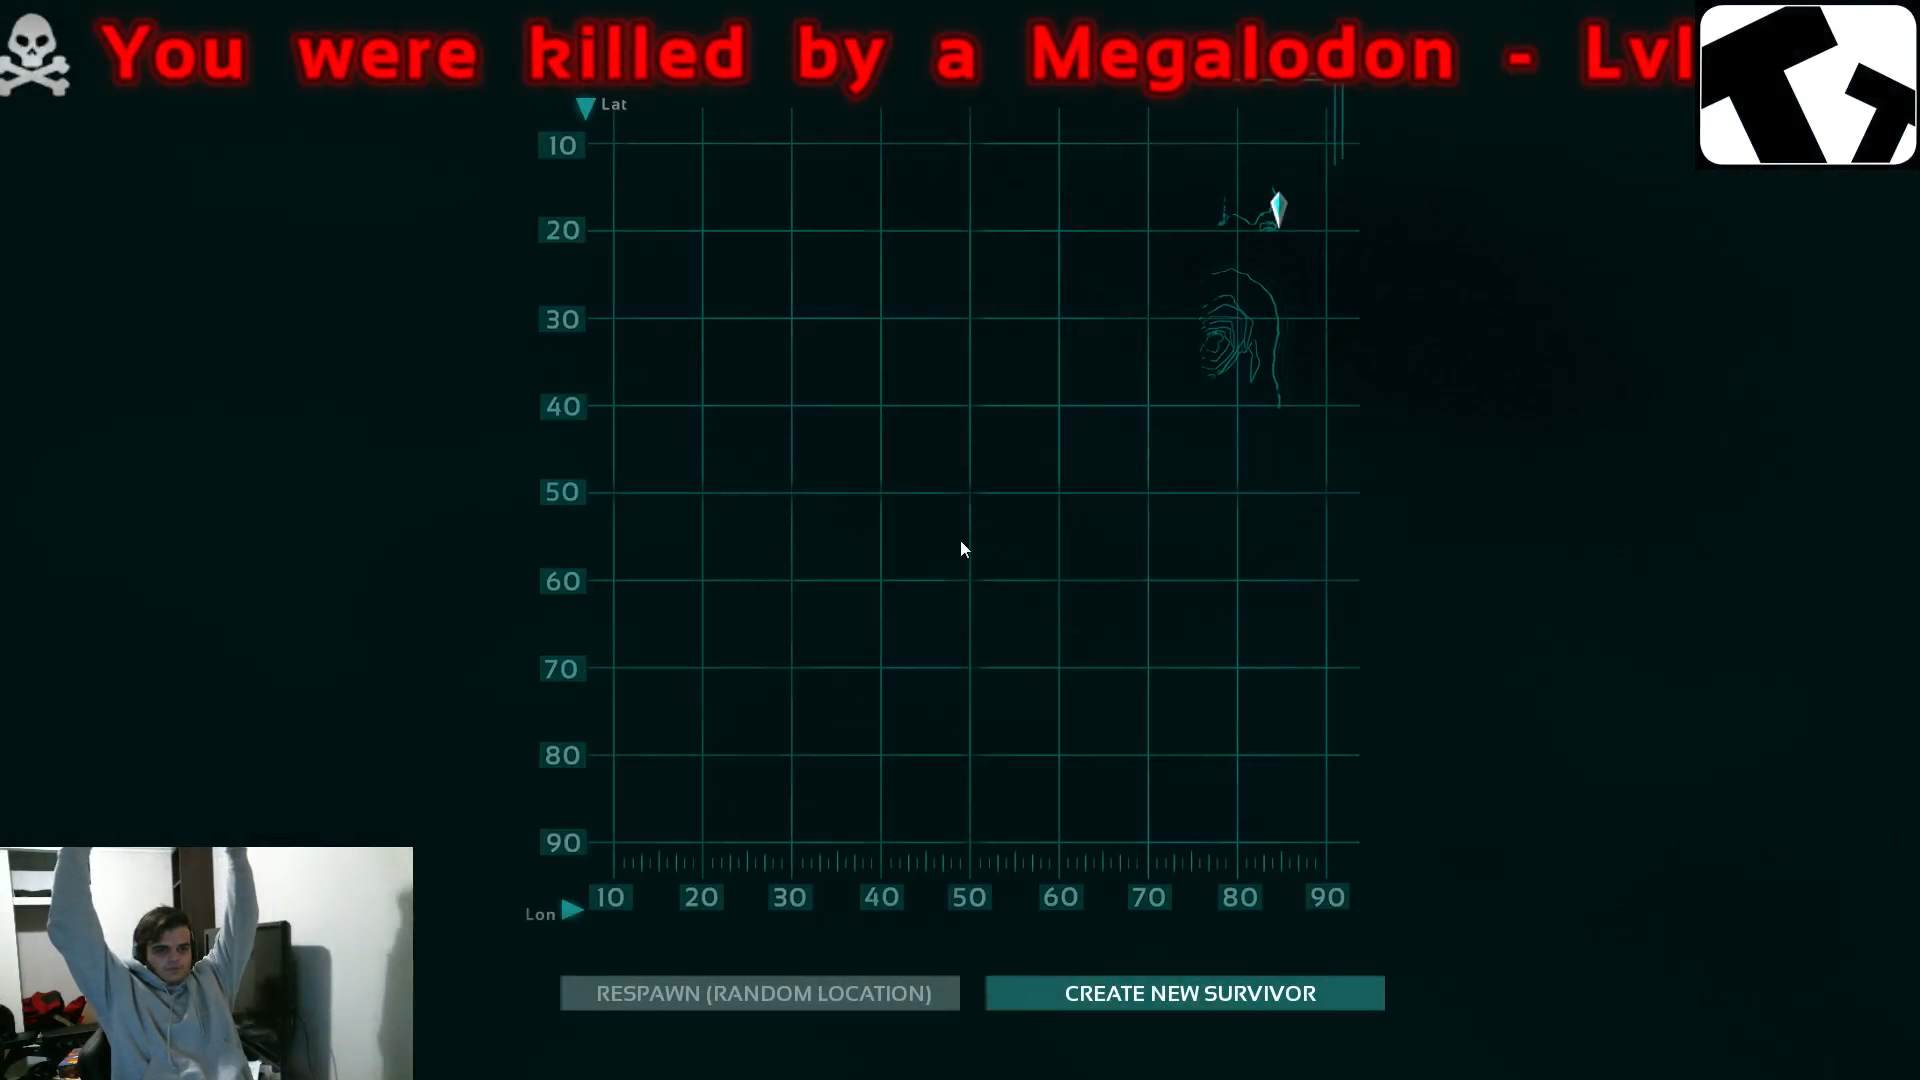 You were killed by a Megalodon - Lvl
Lat
10
20
30
40
50
60
70
80
90
10 20 30 40 50 60 70 80 90
Lon
RESPAWN (RANDOM LOCATION) CREATE NEW SURVIVOR